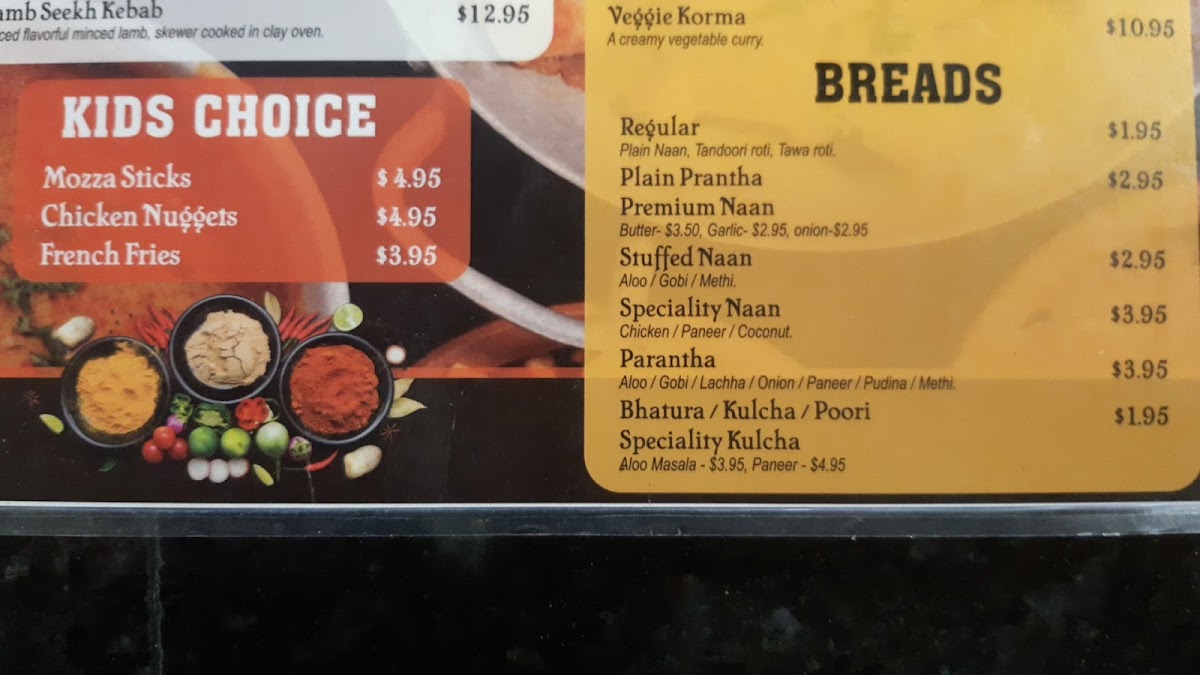 Seekh Kebab $12.95
flavorful minced lamb, skewer cooked in clay oven.
KIDS CHOICE
Mozza Sticks $4.95
Chicken Nuggets $4.95
French Fries $3.95
Veggie Korma $10.95
A creamy vegetable curry.
BREADS
Regular $1.95
Plain Naan, Tandoori roti, Tawa roti.
Plain Prantha $2.95
Premium Naan
Butter- $3.50, Garlic- $2.95, onion-$2.95
Stuffed Naan $2.95
Aloo / Gobi / Methi.
Speciality Naan $3.95
Chicken / Paneer / Coconut.
Parantha $3.95
Aloo / Gobi / Lachha / Onion / Paneer / Pudina / Methi.
Bhatura / Kulcha / Poori $1.95
Speciality Kulcha
Aloo Masala - $3.95, Paneer - $4.95